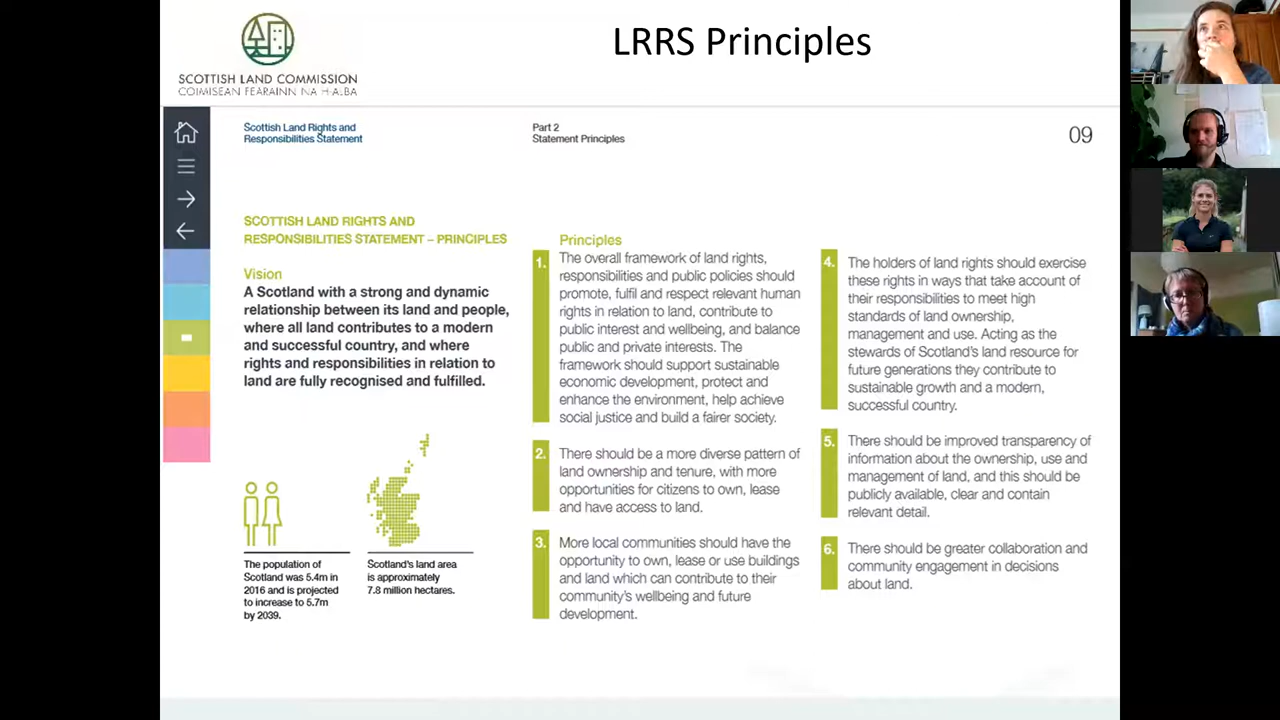 LRRS Principles
SCOTTISH LAND COMMISSION
COIMISEAN FEARAINN NA H-ALBA
Scottish Land Rights and
Responsibilities Statement
Part 2
Statement Principles
09
SCOTTISH LAND RIGHTS AND
RESPONSIBILITIES STATEMENT – PRINCIPLES
Vision
A Scotland with a strong and dynamic
relationship between its land and people,
where all land contributes to a modern
and successful country, and where
rights and responsibilities in relation to
land are fully recognised and fulfilled.
The population of
Scotland was 5.4m in
2016 and is projected
to increase to 5.7m
by 2039.
Scotland's land area
is approximately
7.8 million hectares.
Principles
1.
The overall framework of land rights,
responsibilities and public policies should
promote, fulfil and respect relevant human
rights in relation to land, contribute to
public interest and wellbeing, and balance
public and private interests. The
framework should support sustainable
economic development, protect and
enhance the environment, help achieve
social justice and build a fairer society.
2.
There should be a more diverse pattern of
land ownership and tenure, with more
opportunities for citizens to own, lease
and have access to land.
3.
More local communities should have the
opportunity to own, lease or use buildings
and land which can contribute to their
community's wellbeing and future
development.
4.
The holders of land rights should exercise
these rights in ways that take account of
their responsibilities to meet high
standards of land ownership,
management and use. Acting as the
stewards of Scotland's land resource for
future generations they contribute to
sustainable growth and a modern,
successful country.
5.
There should be improved transparency of
information about the ownership, use and
management of land, and this should be
publicly available, clear and contain
relevant detail.
6.
There should be greater collaboration and
community engagement in decisions
about land.